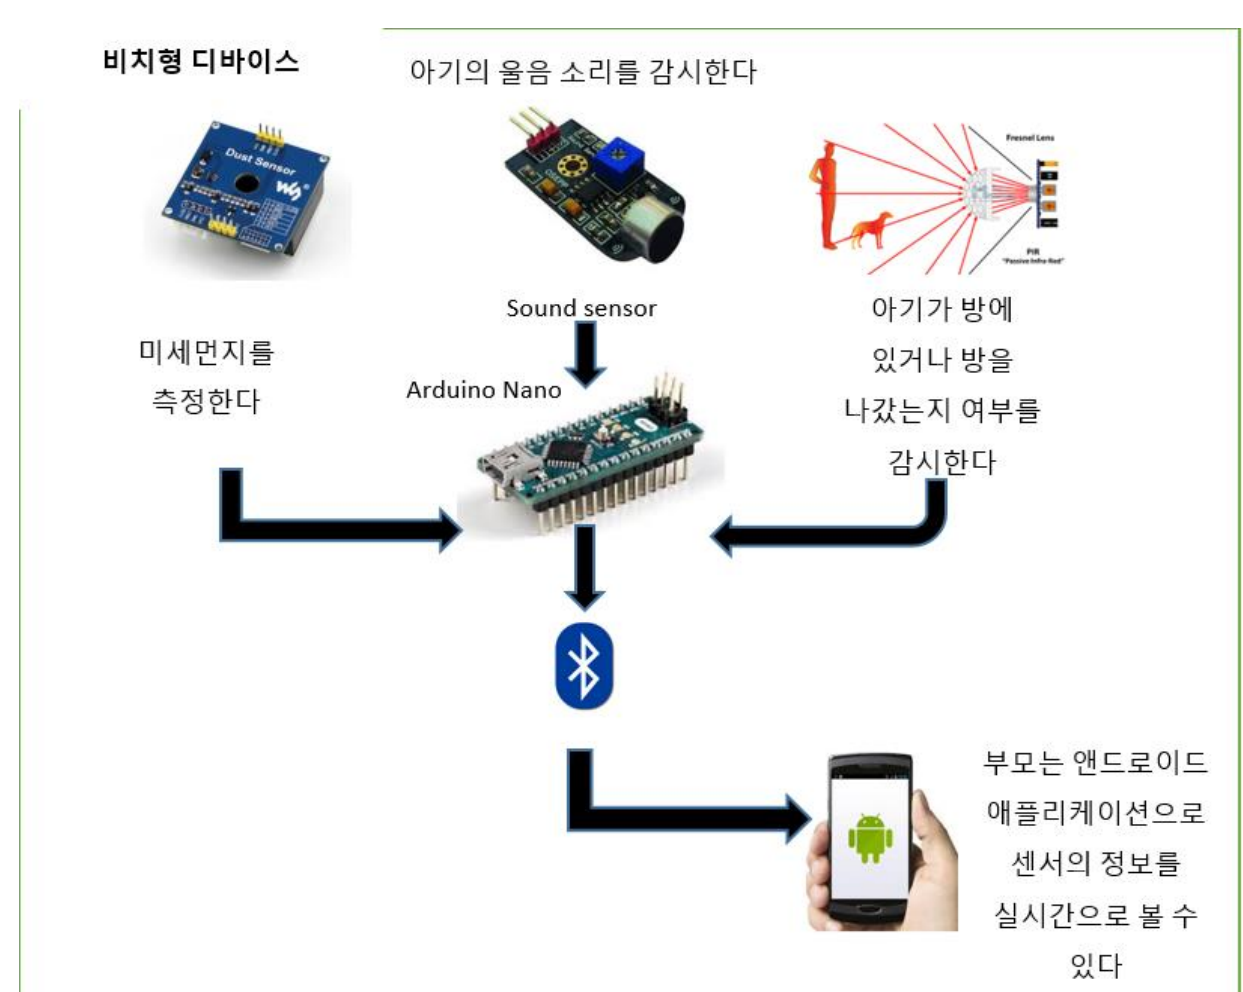 비치형 디바이스
아기의 울음 소리를 감시한다
Dust Sensor
Fresnel Lens
PIR
"Passive Infra-Red"
Sound sensor
아기가 방에
있거나 방을
나갔는지 여부를
감시한다
미세먼지를
측정한다
Arduino Nano
부모는 앤드로이드
애플리케이션으로
센서의 정보를
실시간으로 볼 수
있다